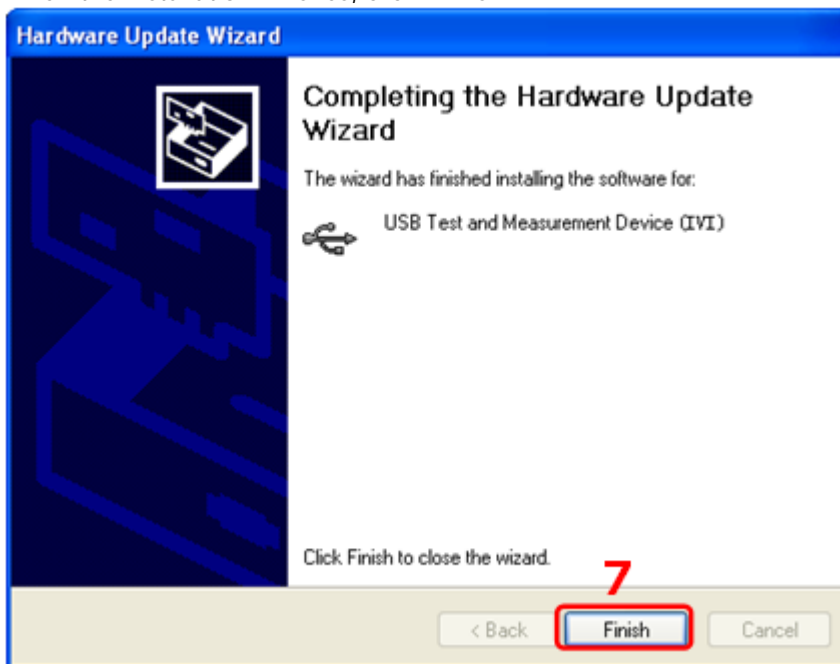 Hardware Update Wizard
Completing the Hardware Update
Wizard
The wizard has finished installing the software for:
USB Test and Measurement Device (IVI)
Click Finish to close the wizard.
7
< Back Finish Cancel